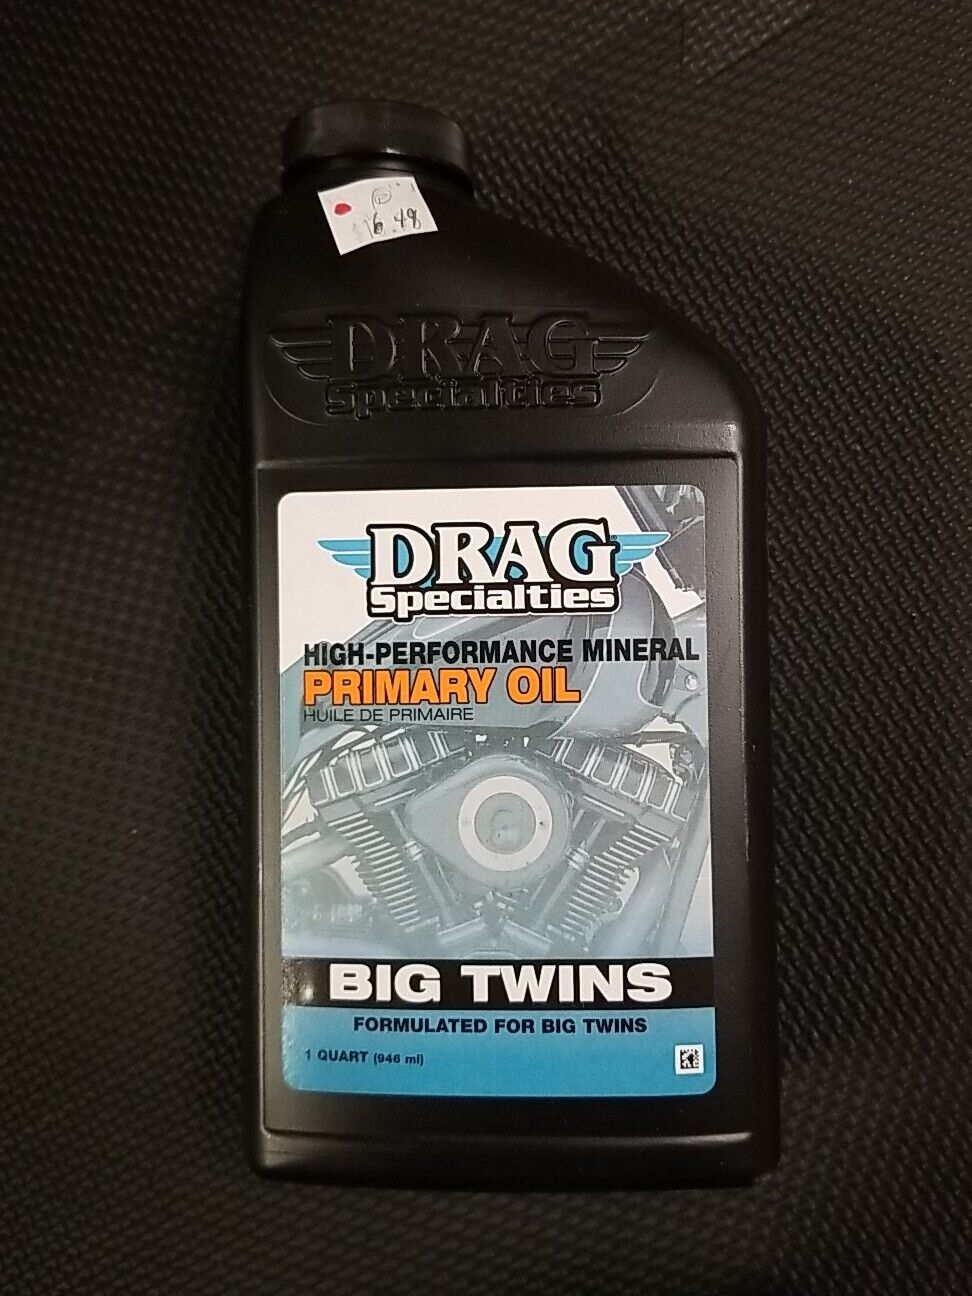 6.48
DRAG
Specialties
DRAG
Specialties
HIGH-PERFORMANCE MINERAL
PRIMARY OIL
HUILE DE PRIMAIRE
BIG TWINS
FORMULATED FOR BIG TWINS
1 QUART (946 ml)